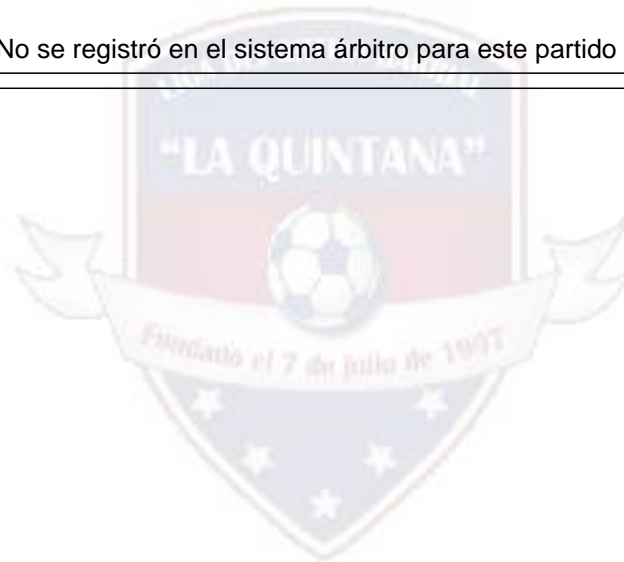 No se registró en el sistema árbitro para este partido
"LA QUINTANA"
Fundado el 7 de julio de